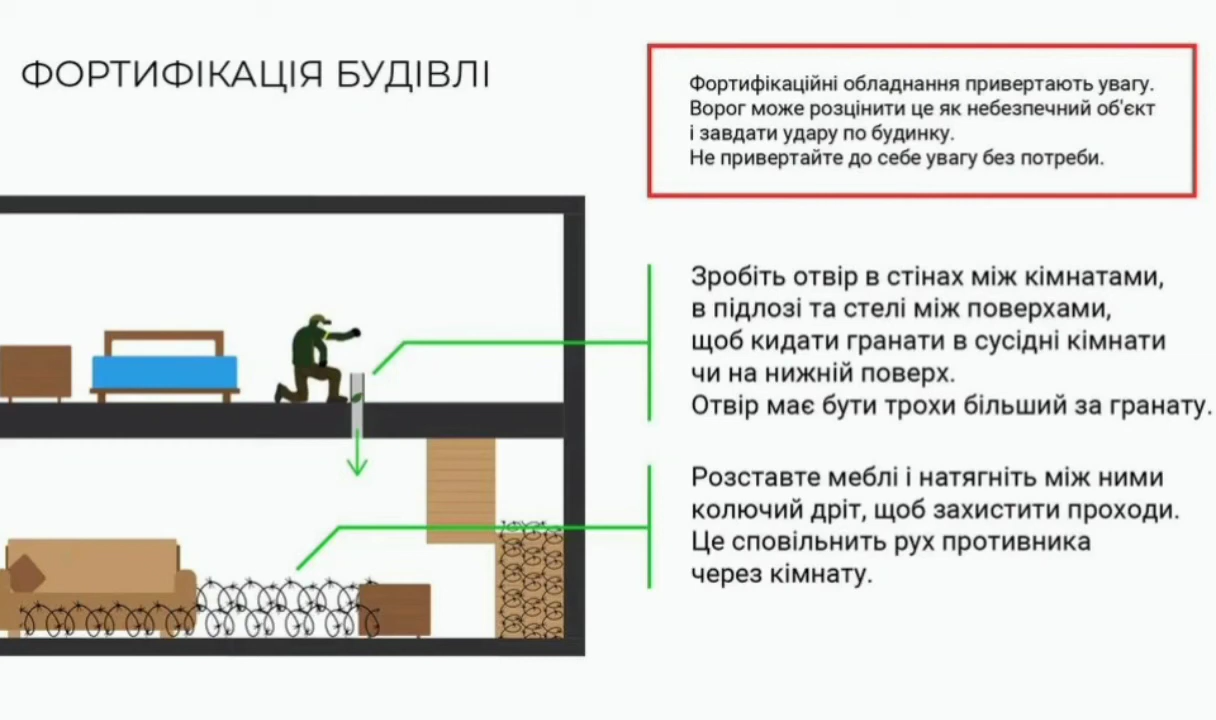 ФОРТИФІКАЦІЯ БУДІВЛІ
Фортифікаційні обладнання привертають увагу.
Ворог може розцінити це як небезпечний об'єкт
і завдати удару по будинку.
Не привертайте до себе увагу без потреби.
Зробіть отвір в стінах між кімнатами,
в підлозі та стелі між поверхами,
щоб кидати гранати в сусідні кімнати
чи на нижній поверх.
Отвір має бути трохи більший за гранату.
Розставте меблі і натягніть між ними
колючий дріт, щоб захистити проходи.
Це сповільнить рух противника
через кімнату.